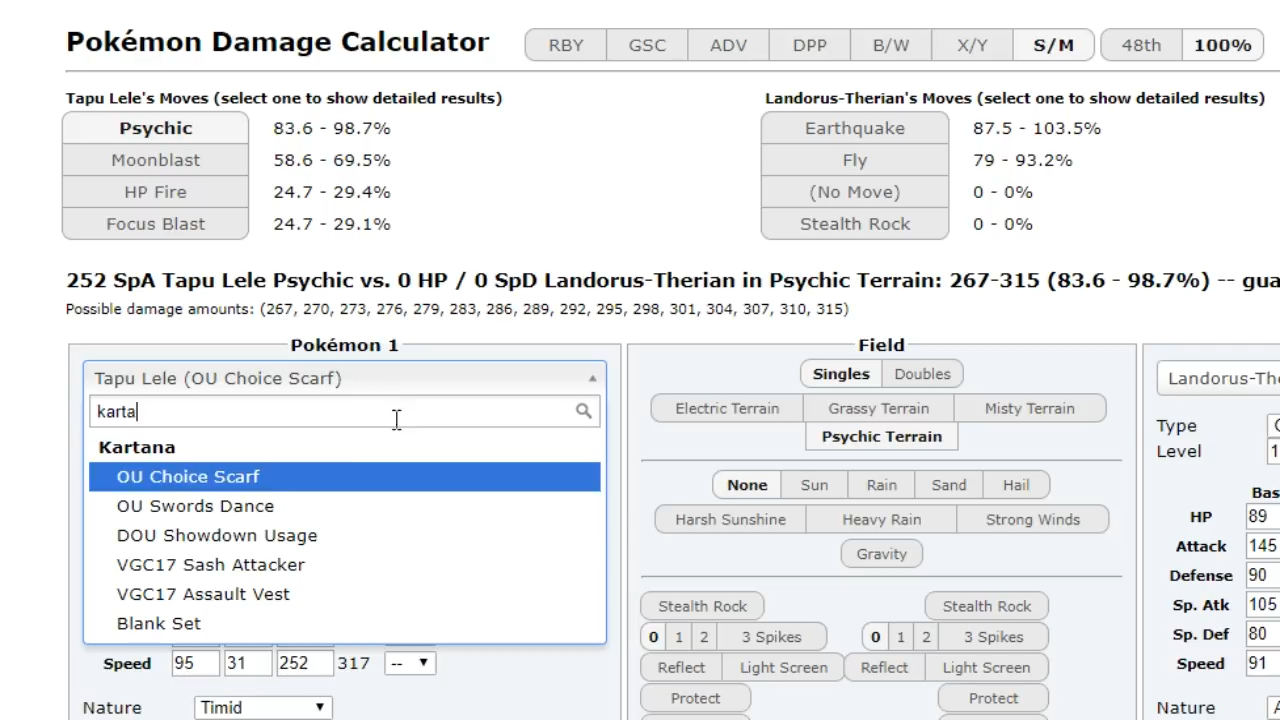 Pokémon Damage Calculator RBY GSC ADV DPP B/W X/Y S/M 48th 100%
Tapu Lele's Moves (select one to show detailed results) Landorus-Therian's Moves (select one to show detailed results)
Psychic 83.6 - 98.7% Earthquake 87.5 - 103.5%
Moonblast 58.6 - 69.5% Fly 79 - 93.2%
HP Fire 24.7 - 29.4% (No Move) 0 - 0%
Focus Blast 24.7 - 29.1% Stealth Rock 0 - 0%
252 SpA Tapu Lele Psychic vs. 0 HP / 0 SpD Landorus-Therian in Psychic Terrain: 267-315 (83.6 - 98.7%) -- gua
Possible damage amounts: (267, 270, 273, 276, 279, 283, 286, 289, 292, 295, 298, 301, 304, 307, 310, 315)
Pokémon 1
Tapu Lele (OU Choice Scarf)
karta
Kartana
OU Choice Scarf
OU Swords Dance
DOU Showdown Usage
VGC17 Sash Attacker
VGC17 Assault Vest
Blank Set
Speed 95 31 252 317 --
Nature Timid
Field
Singles Doubles
Electric Terrain Grassy Terrain Misty Terrain
Psychic Terrain
None Sun Rain Sand Hail
Harsh Sunshine Heavy Rain Strong Winds
Gravity
Stealth Rock Stealth Rock
0 1 2 3 Spikes 0 1 2 3 Spikes
Reflect Light Screen Reflect Light Screen
Protect Protect
Landorus-The
Type
Level 1
Bas
HP 89
Attack 145
Defense 90
Sp. Atk 105
Sp. Def 80
Speed 91
Nature